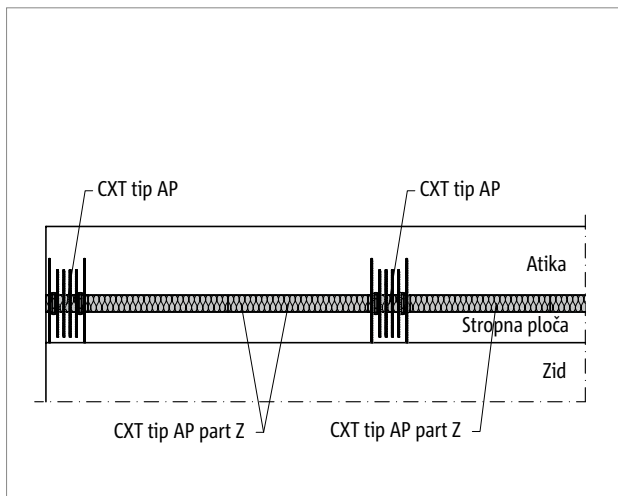 CXT tip AP
CXT tip AP
Atika
Stropna ploča
Zid
CXT tip AP part Z
CXT tip AP part Z